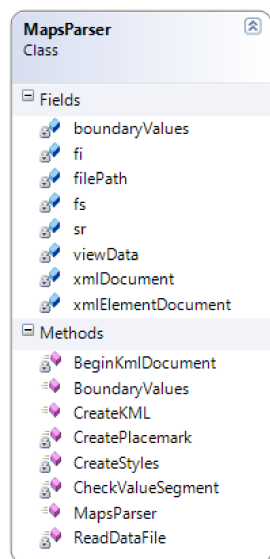 MapsParser
Class
Fields
boundaryValues
fi
filePath
fs
sr
viewData
xmlDocument
xmlElementDocument
Methods
BeginKmlDocument
BoundaryValues
CreateKML
CreatePlacemark
CreateStyles
CheckValueSegment
MapsParser
ReadDataFile